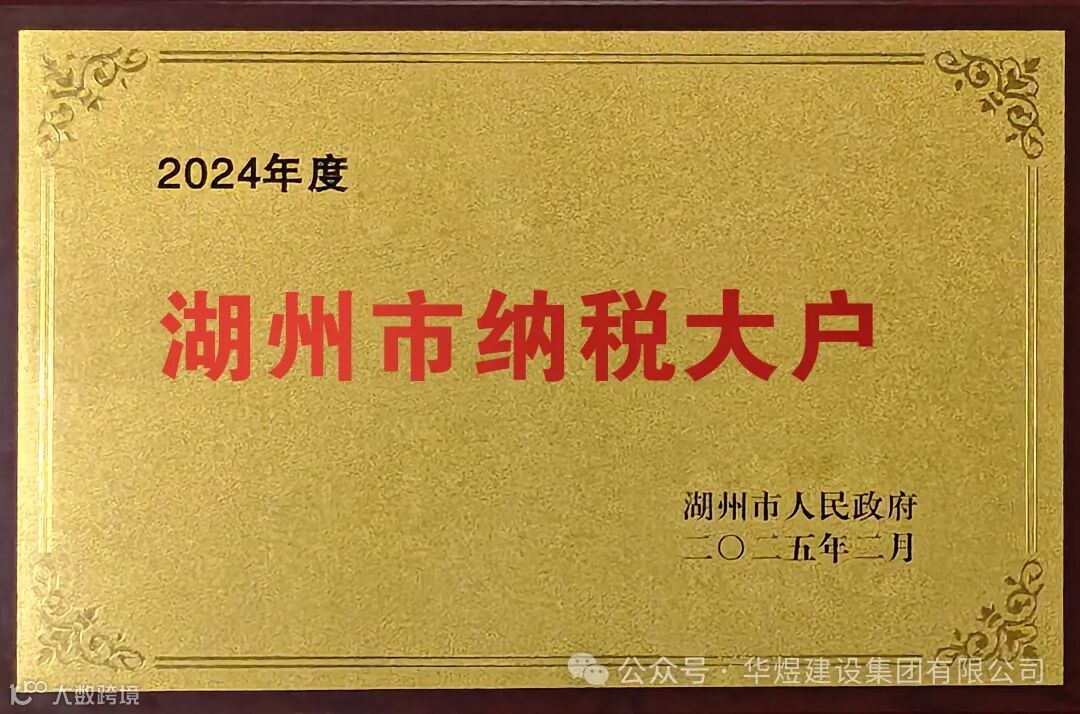 2024年度
湖州市纳税大户
湖州市人民政府
二〇二五年二月
公众号·华煜建设集团有限公司
大数跨境